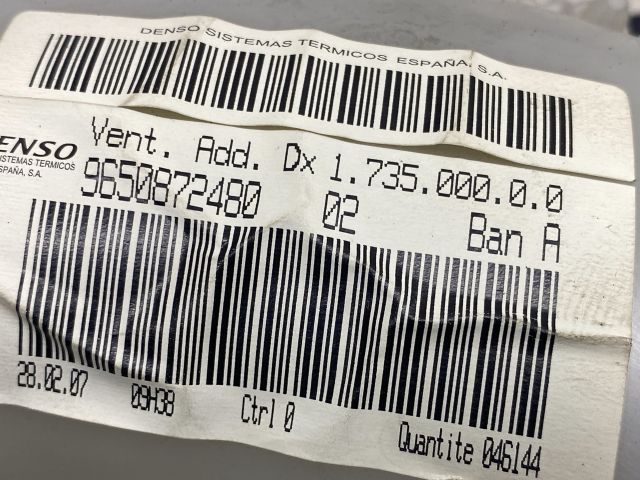 DENSO SISTEMAS TERMICOS ESPAÑA, S.A.
ENSO
SISTEMAS TERMICOS
ESPAÑA, S.A.
Vent. Add. Dx 1.735.000.0.0
9650872480 02 Ban A
28.02.07 09H38 Ctrl 0 Quantite 046144